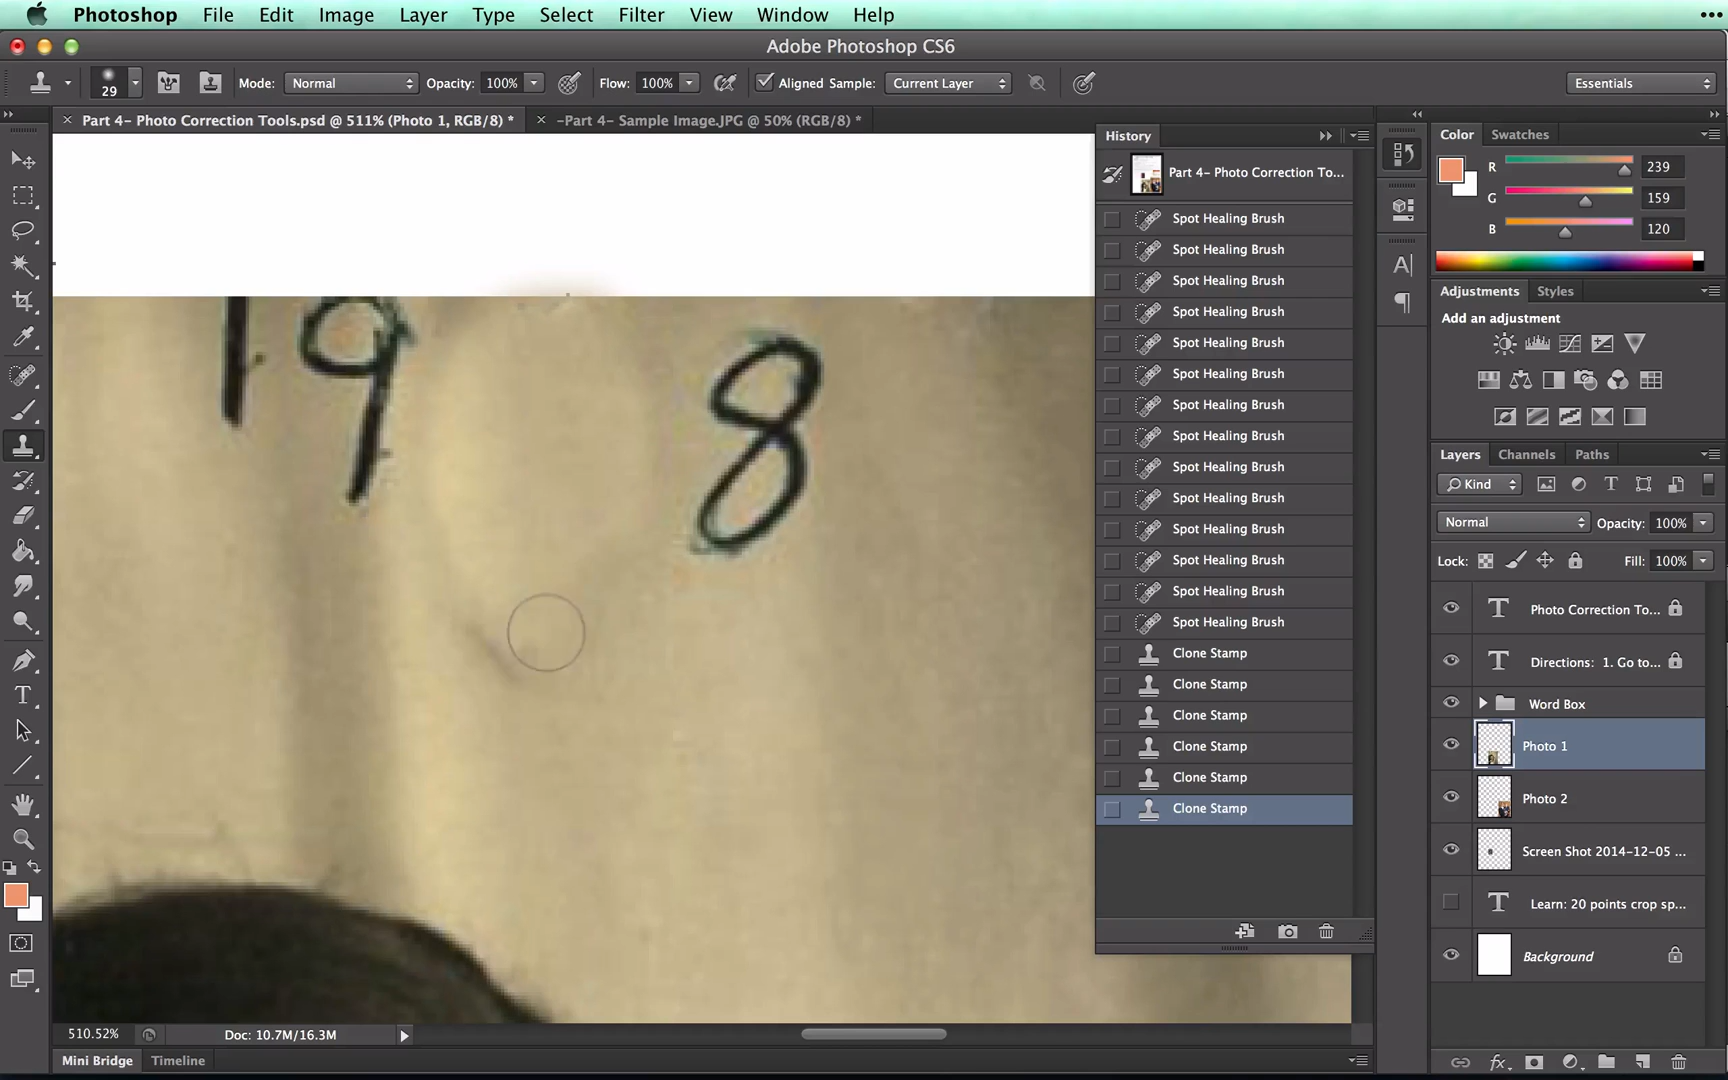 Photoshop File Edit Image Layer Type Select Filter View Window Help
Adobe Photoshop CS6
29 Mode: Normal Opacity: 100% Flow: 100% Aligned Sample: Current Layer Essentials
Part 4- Photo Correction Tools.psd @ 511% (Photo 1, RGB/8) * -Part 4- Sample Image.JPG @ 50% (RGB/8) *
History
Part 4- Photo Correction To...
Spot Healing Brush
Spot Healing Brush
Spot Healing Brush
Spot Healing Brush
Spot Healing Brush
Spot Healing Brush
Spot Healing Brush
Spot Healing Brush
Spot Healing Brush
Spot Healing Brush
Spot Healing Brush
Spot Healing Brush
Spot Healing Brush
Spot Healing Brush
Clone Stamp
Clone Stamp
Clone Stamp
Clone Stamp
Clone Stamp
Clone Stamp
Color Swatches
R 239
G 159
B 120
Adjustments Styles
Add an adjustment
Layers Channels Paths
Kind
Normal Opacity: 100%
Lock: Fill: 100%
Photo Correction To...
Directions: 1. Go to...
Word Box
Photo 1
Photo 2
Screen Shot 2014-12-05 ...
Learn: 20 points crop sp...
Background
19 8
510.52% Doc: 10.7M/16.3M
Mini Bridge Timeline